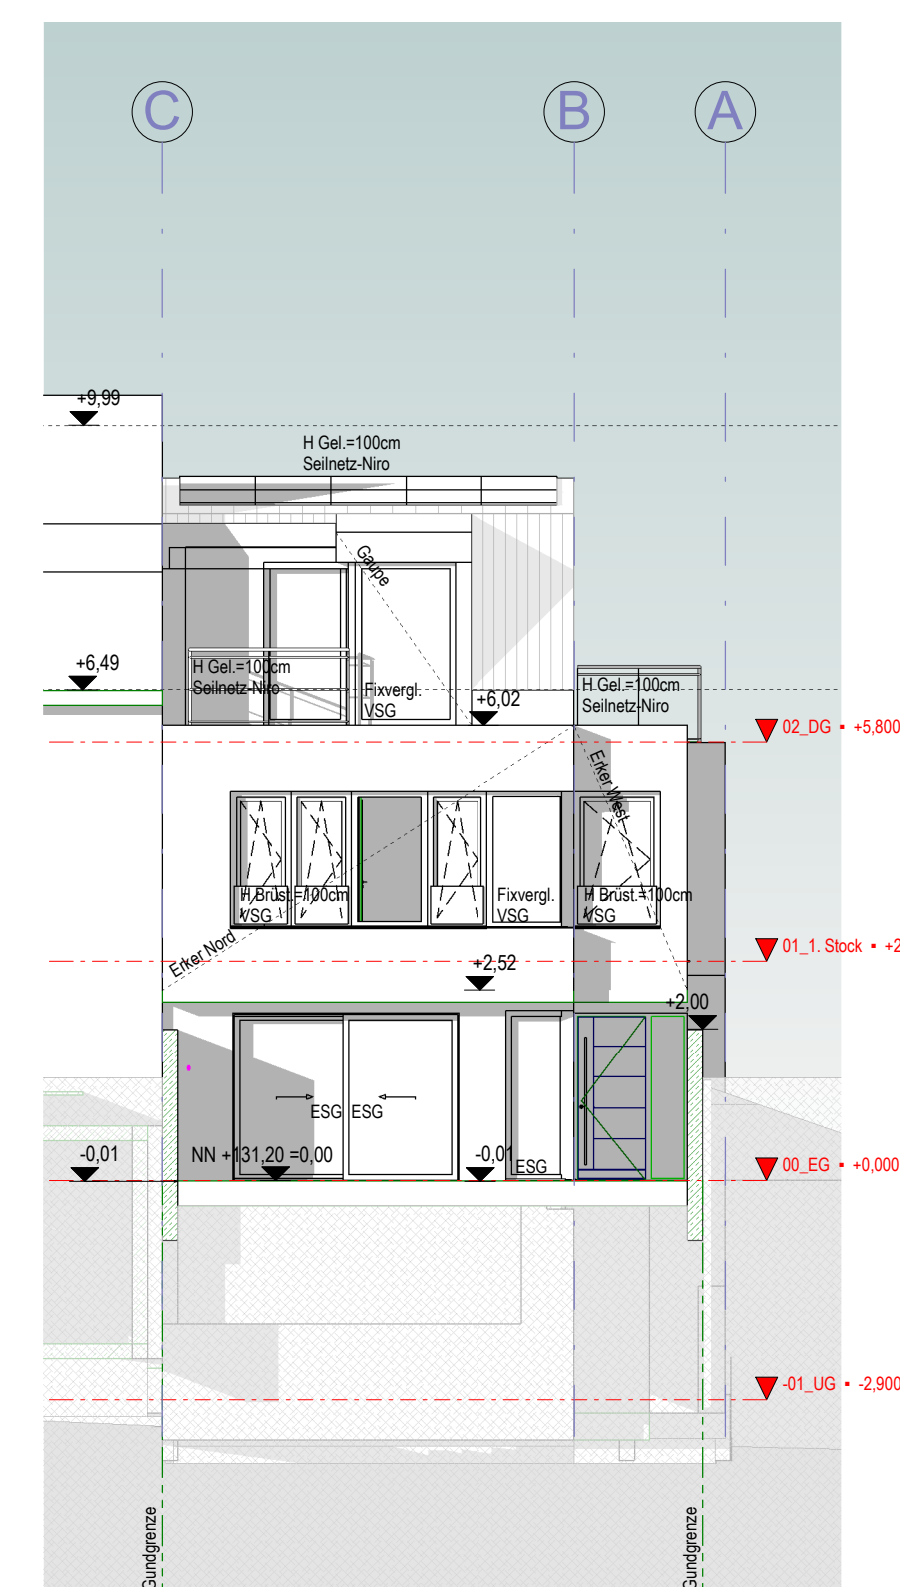 C
B
A
+9,99
H Gel.=100cm
Seilnetz-Niro
Gaupe
+6,49
H Gel.=100cm
Seilnetz-Niro
Fixvergl.
VSG
+6,02
H Gel.=100cm
Seilnetz-Niro
02_DG ▪ +5,800
Erker West
H Brüst.=100cm
VSG
Fixvergl.
VSG
H Brüst.=100cm
VSG
Erker Nord
01_1. Stock ▪ +2
+2,52
+2,00
ESG
ESG
-0,01
NN +131,20 =0,00
-0,01
ESG
00_EG ▪ +0,000
-01_UG ▪ -2,900
Gundgrenze
Gundgrenze